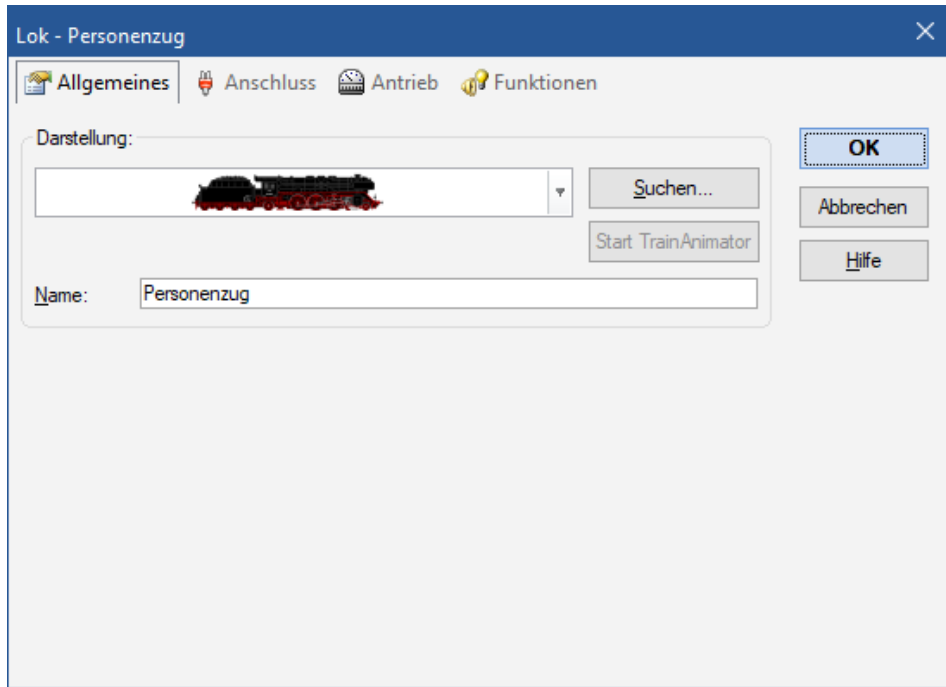 Lok - Personenzug
Allgemeines Anschluss Antrieb Funktionen
Darstellung:
OK
Suchen...
Abbrechen
Start TrainAnimator
Hilfe
Name: Personenzug